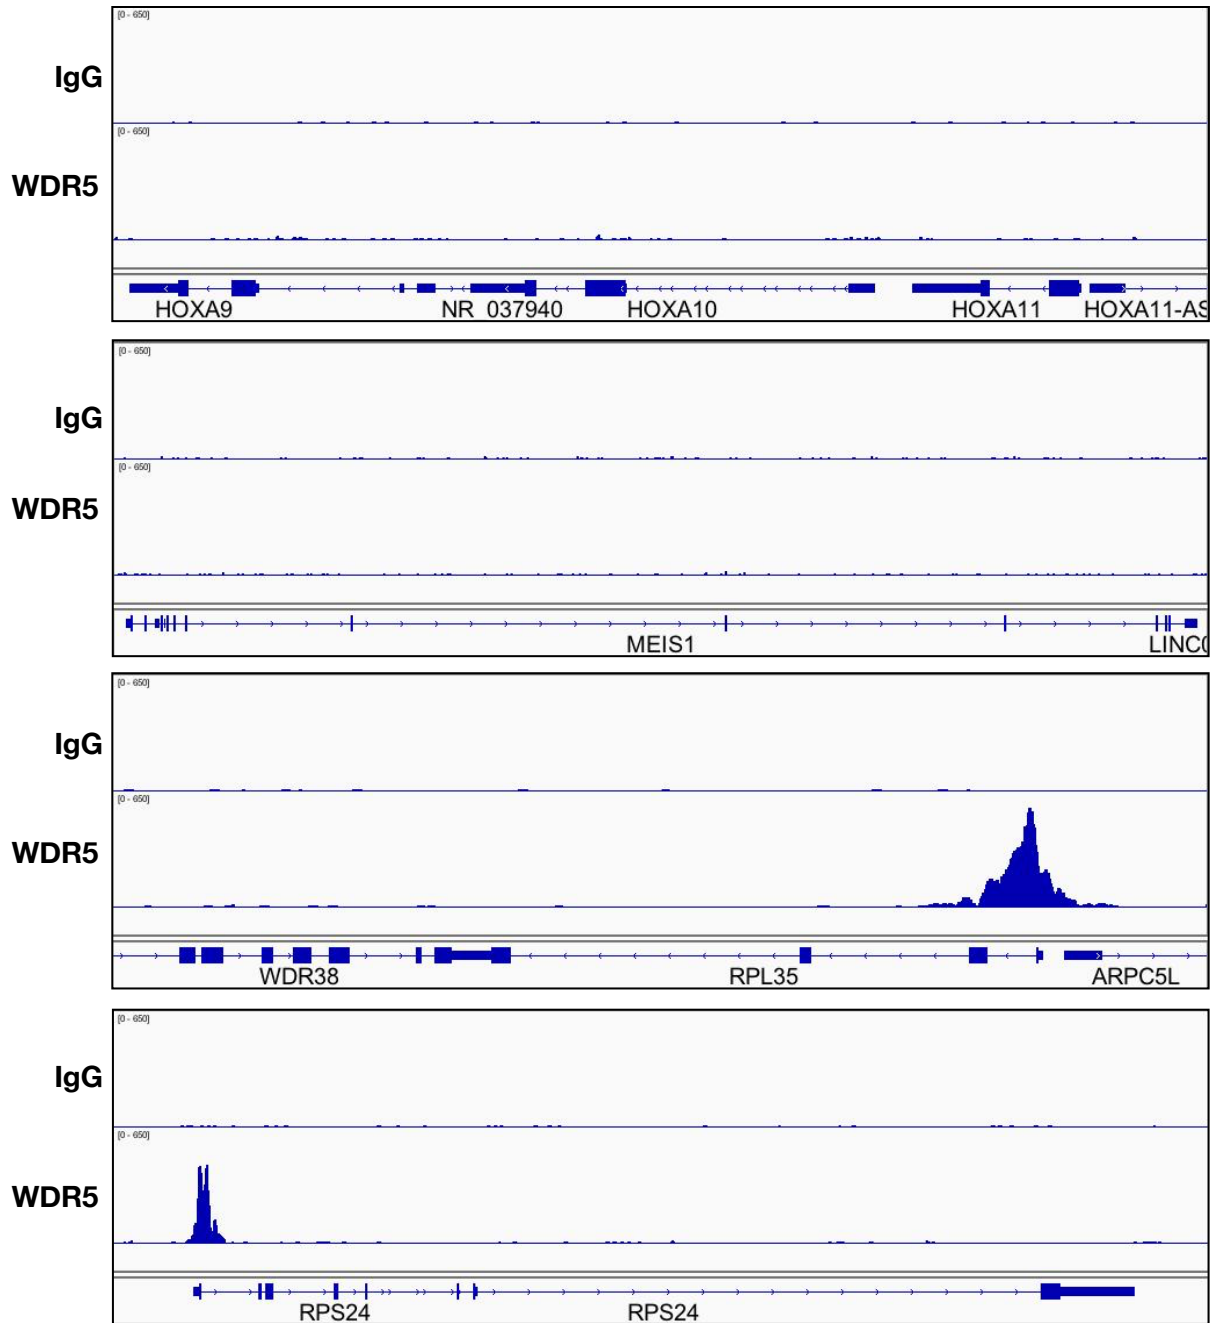 [0 - 650]
IgG
[0 - 650]
WDR5
HOXA9 NR_037940 HOXA10 HOXA11 HOXA11-AS
[0 - 650]
IgG
[0 - 650]
WDR5
MEIS1 LINC0
[0 - 650]
IgG
[0 - 650]
WDR5
WDR38 RPL35 ARPC5L
[0 - 650]
IgG
[0 - 650]
WDR5
RPS24 RPS24